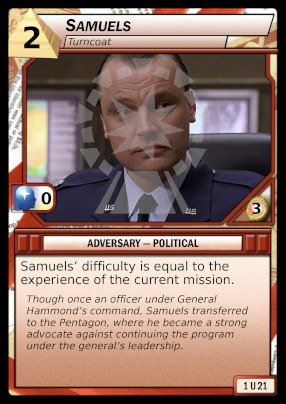 2
SAMUELS
Turncoat
U.S.
U.S.
0
3
ADVERSARY — POLITICAL
Samuels' difficulty is equal to the
experience of the current mission.
Though once an officer under General
Hammond's command, Samuels transferred
to the Pentagon, where he became a strong
advocate against continuing the program
under the general's leadership.
1 U 21